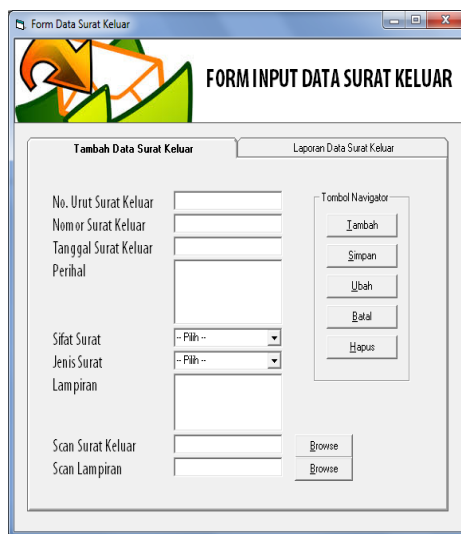 Form Data Surat Keluar
FORM INPUT DATA SURAT KELUAR
Tambah Data Surat Keluar
Laporan Data Surat Keluar
No. Urut Surat Keluar
Nomor Surat Keluar
Tanggal Surat Keluar
Perihal
Sifat Surat
-- Pilih --
Jenis Surat
-- Pilih --
Lampiran
Scan Surat Keluar
Browse
Scan Lampiran
Browse
Tombol Navigator
Tambah
Simpan
Ubah
Batal
Hapus